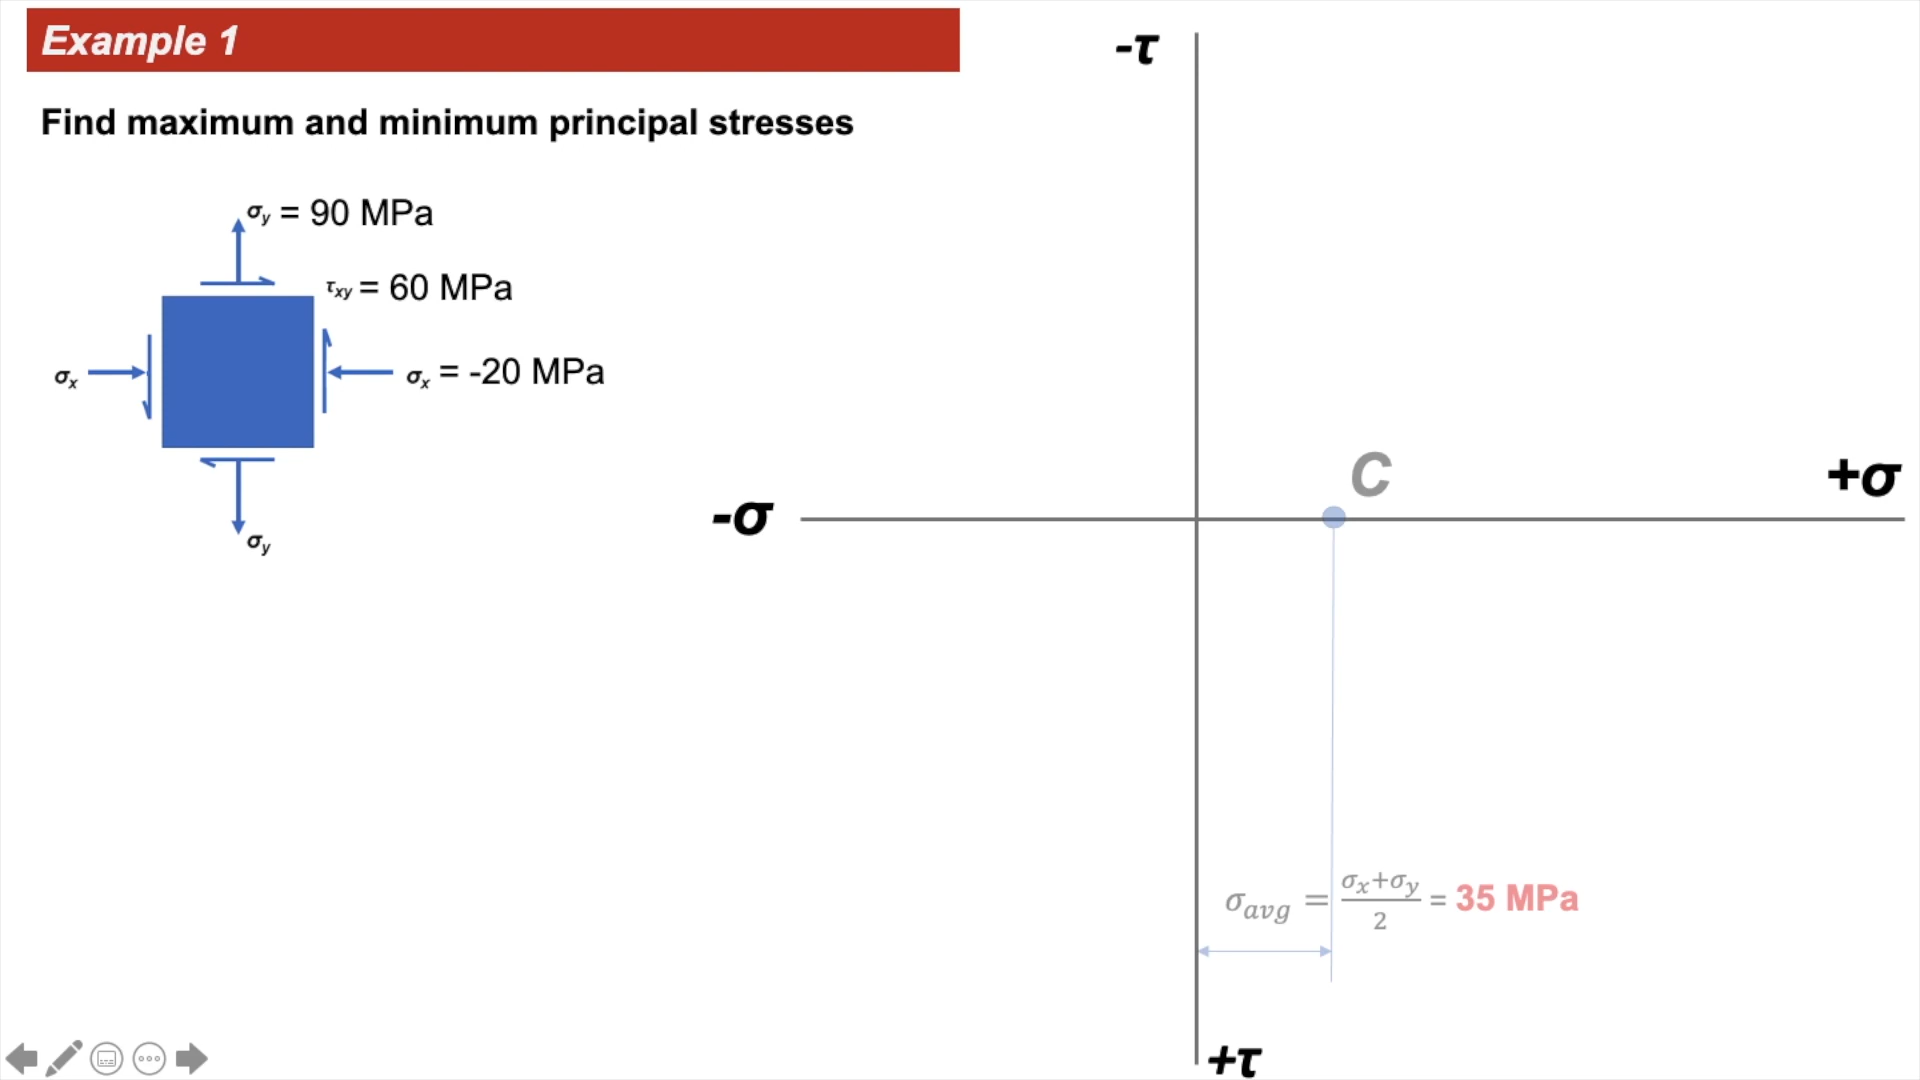 Example 1
Find maximum and minimum principal stresses
σy = 90 MPa
τxy = 60 MPa
σx
σx = -20 MPa
σy
-τ
-σ
C
+σ
σavg = σx+σy/2 = 35 MPa
+τ